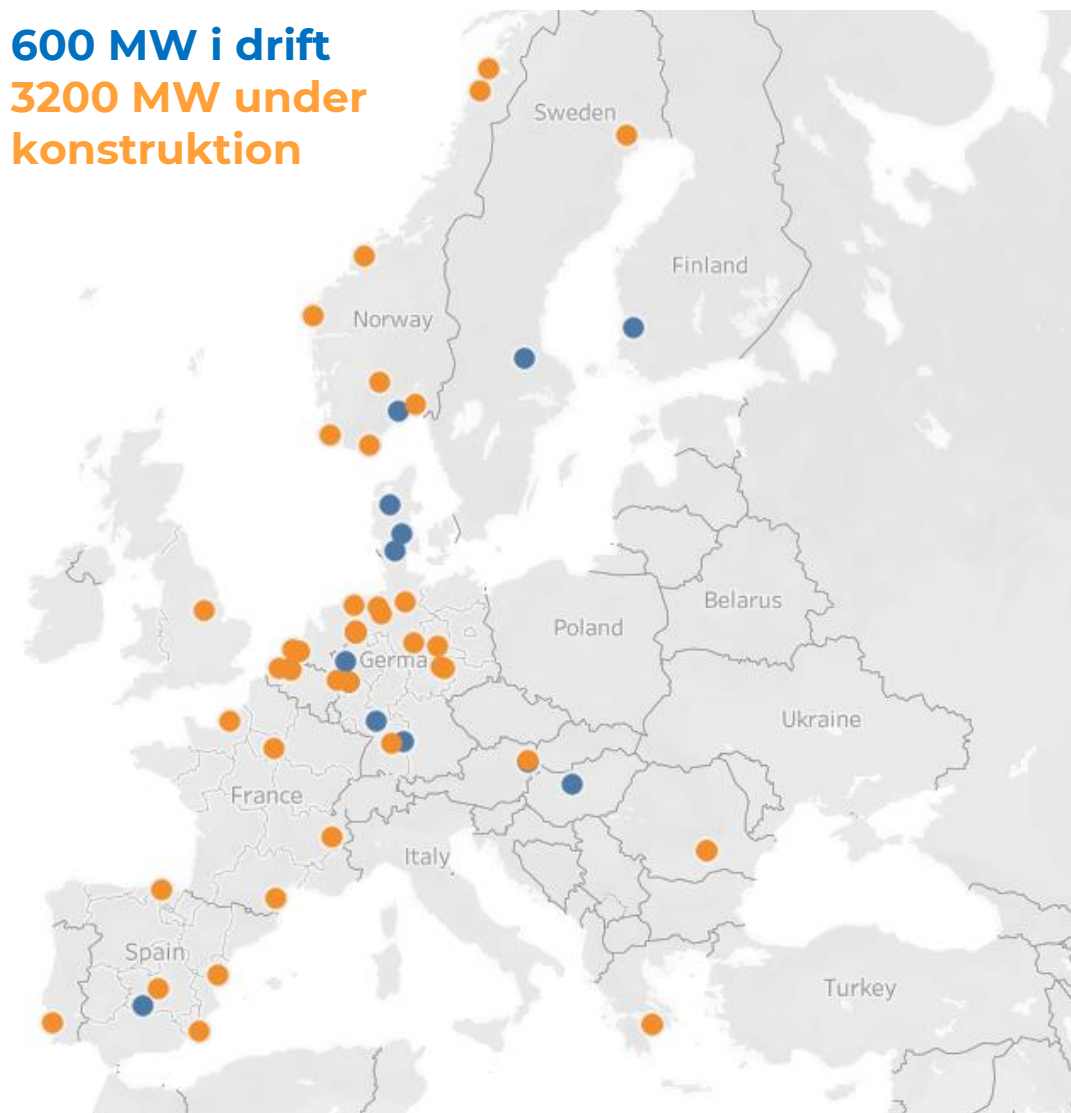 600 MW i drift
3200 MW under
konstruktion
Sweden
Finland
Norway
Belarus
Poland
Germa
Ukraine
France
Italy
Spain
Turkey